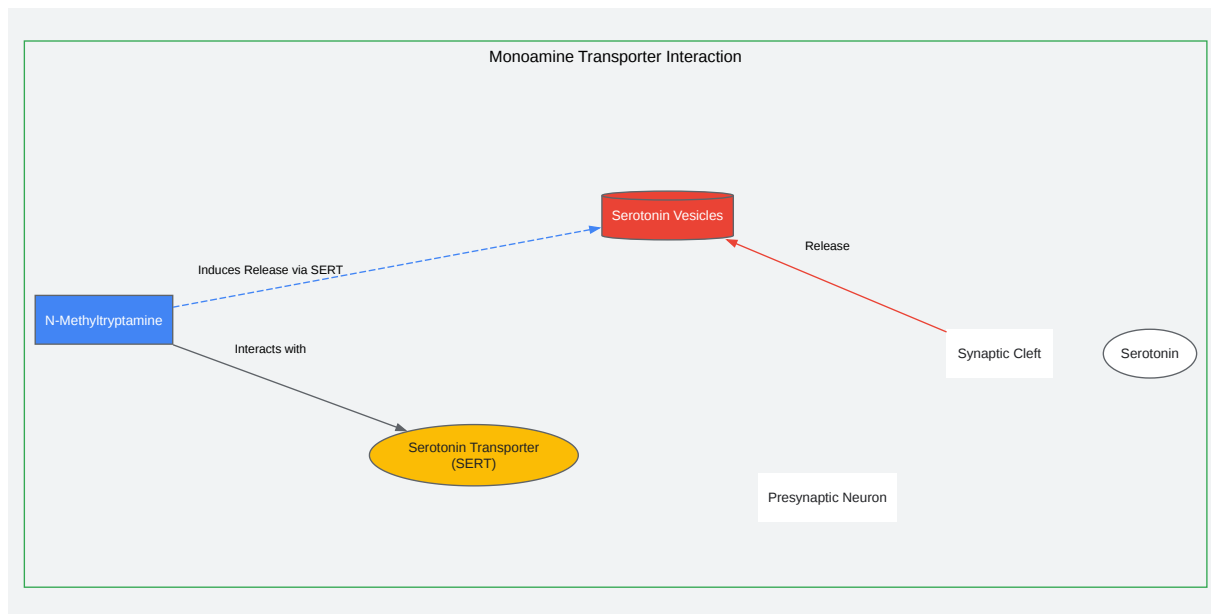 Monoamine Transporter Interaction
Serotonin Vesicles
Release
Induces Release via SERT
N-Methyltryptamine
Interacts with
Synaptic Cleft
Serotonin
Serotonin Transporter
(SERT)
Presynaptic Neuron